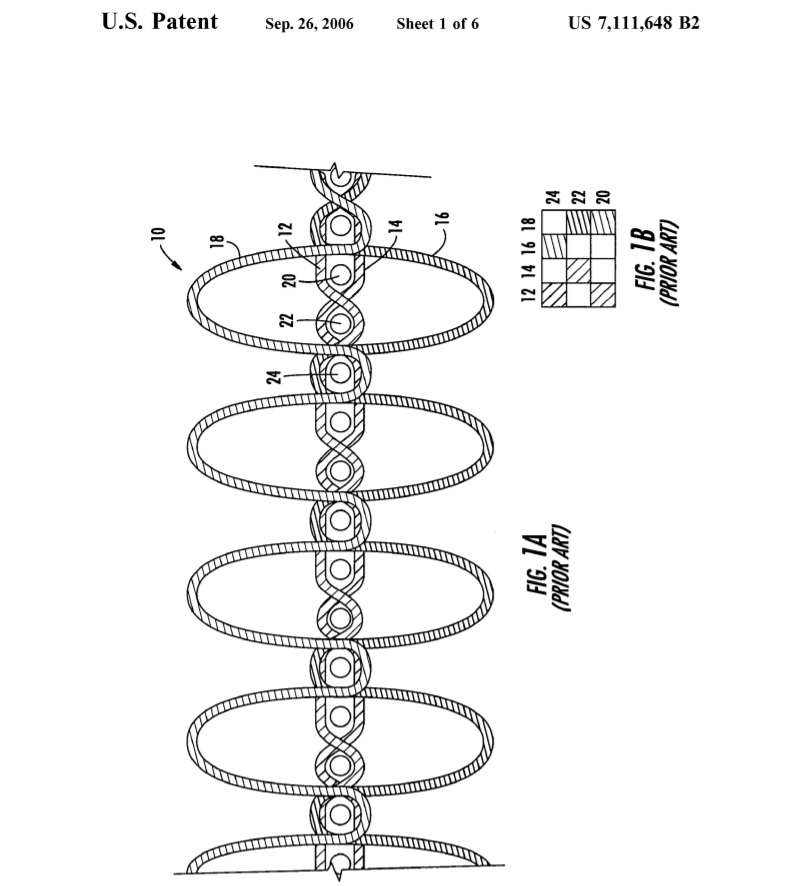 U.S. Patent Sep. 26, 2006 Sheet 1 of 6 US 7,111,648 B2
10
18
12
14
16
20
22
24
12 14 16 18
24
22
20
FIG. 1B
(PRIOR ART)
FIG. 1A
(PRIOR ART)